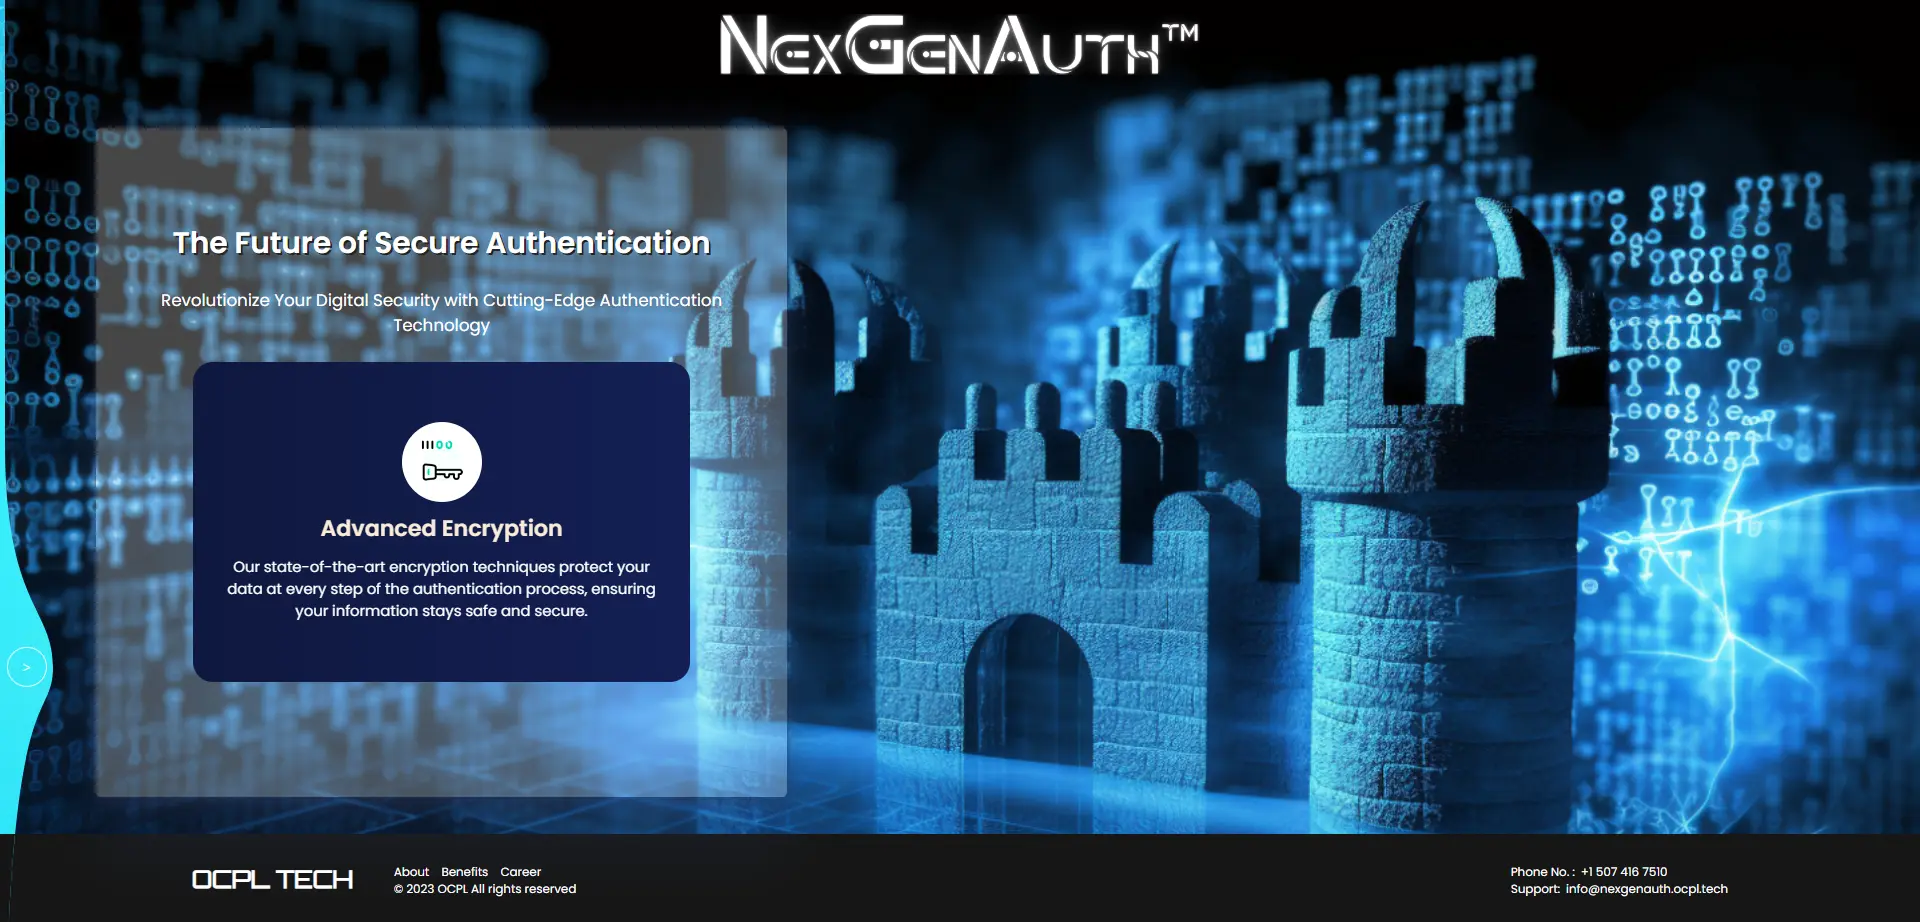 NexGenAuth™
The Future of Secure Authentication
Revolutionize Your Digital Security with Cutting-Edge Authentication
Technology
Advanced Encryption
Our state-of-the-art encryption techniques protect your
data at every step of the authentication process, ensuring
your information stays safe and secure.
>
OCPL TECH
About Benefits Career
© 2023 OCPL All rights reserved
Phone No. : +1 507 416 7510
Support: info@nexgenauth.ocpl.tech